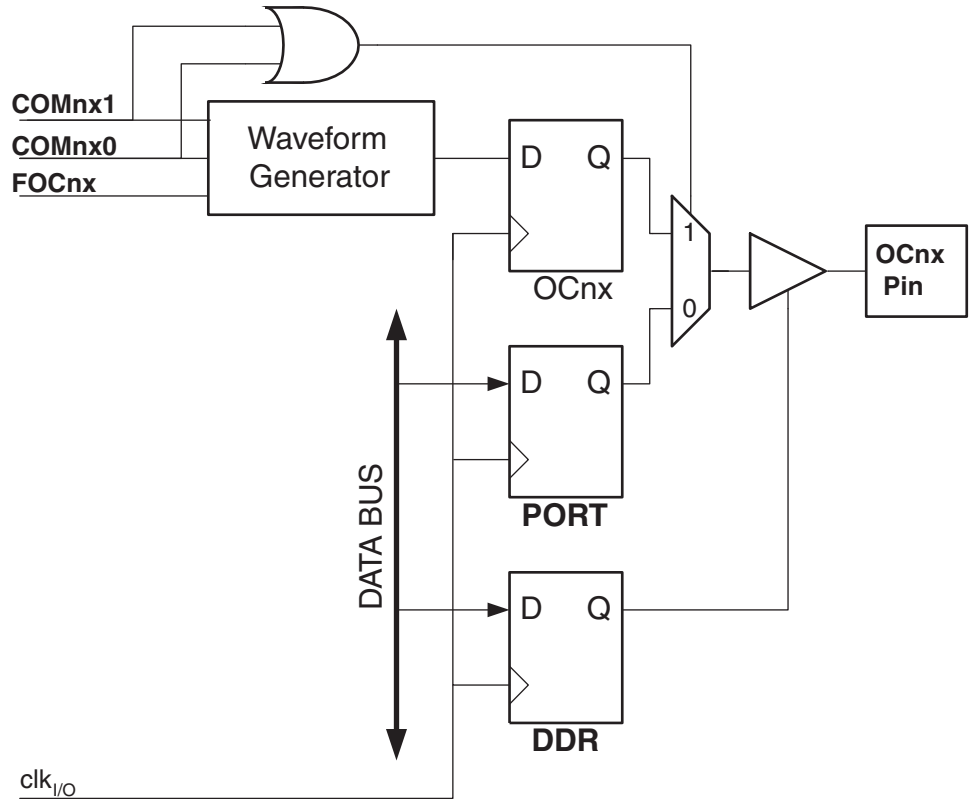 COMnx1
COMnx0
FOCnx
Waveform
Generator
D Q
OCnx
1
0
OCnx
Pin
D Q
PORT
DATA BUS
D Q
DDR
clkI/O